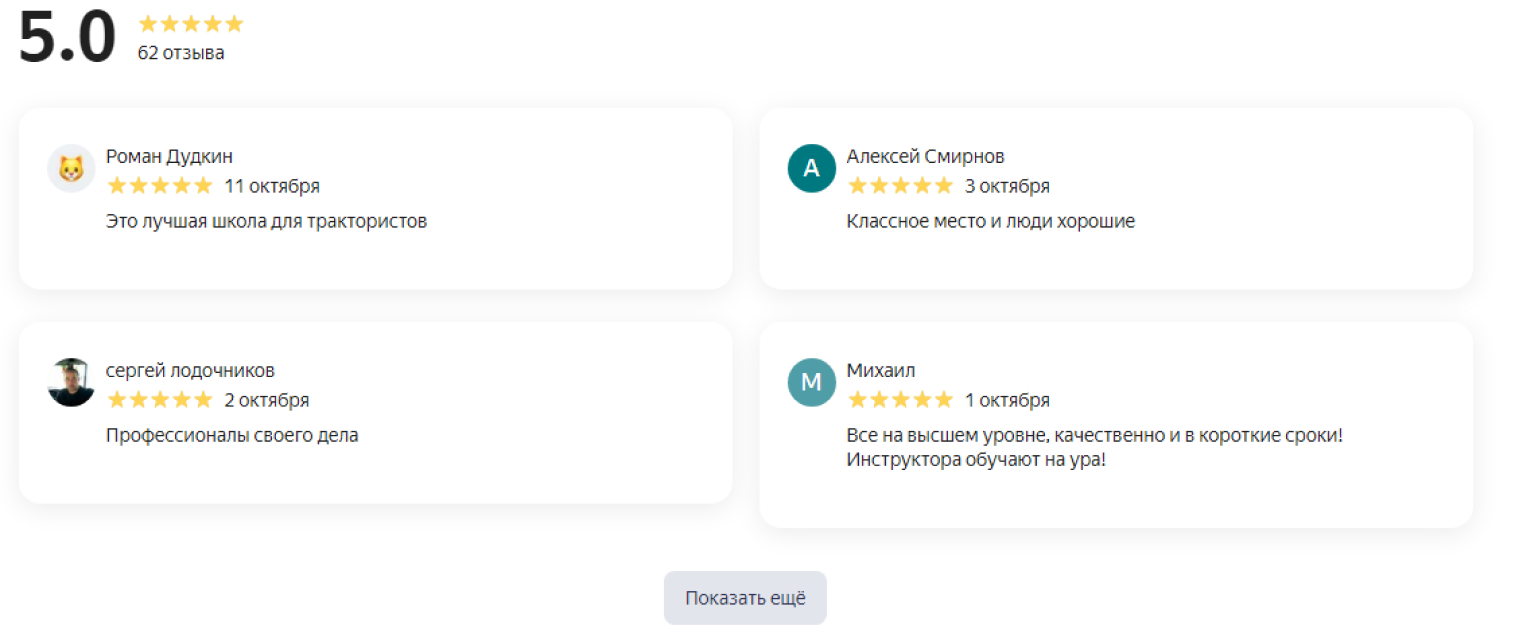 5.0
62 отзыва
Роман Дудкин
11 октября
Это лучшая школа для трактористов
А
Алексей Смирнов
3 октября
Классное место и люди хорошие
сергей лодочников
2 октября
Профессионалы своего дела
М
Михаил
1 октября
Все на высшем уровне, качественно и в короткие сроки!
Инструктора обучают на ура!
Показать ещё